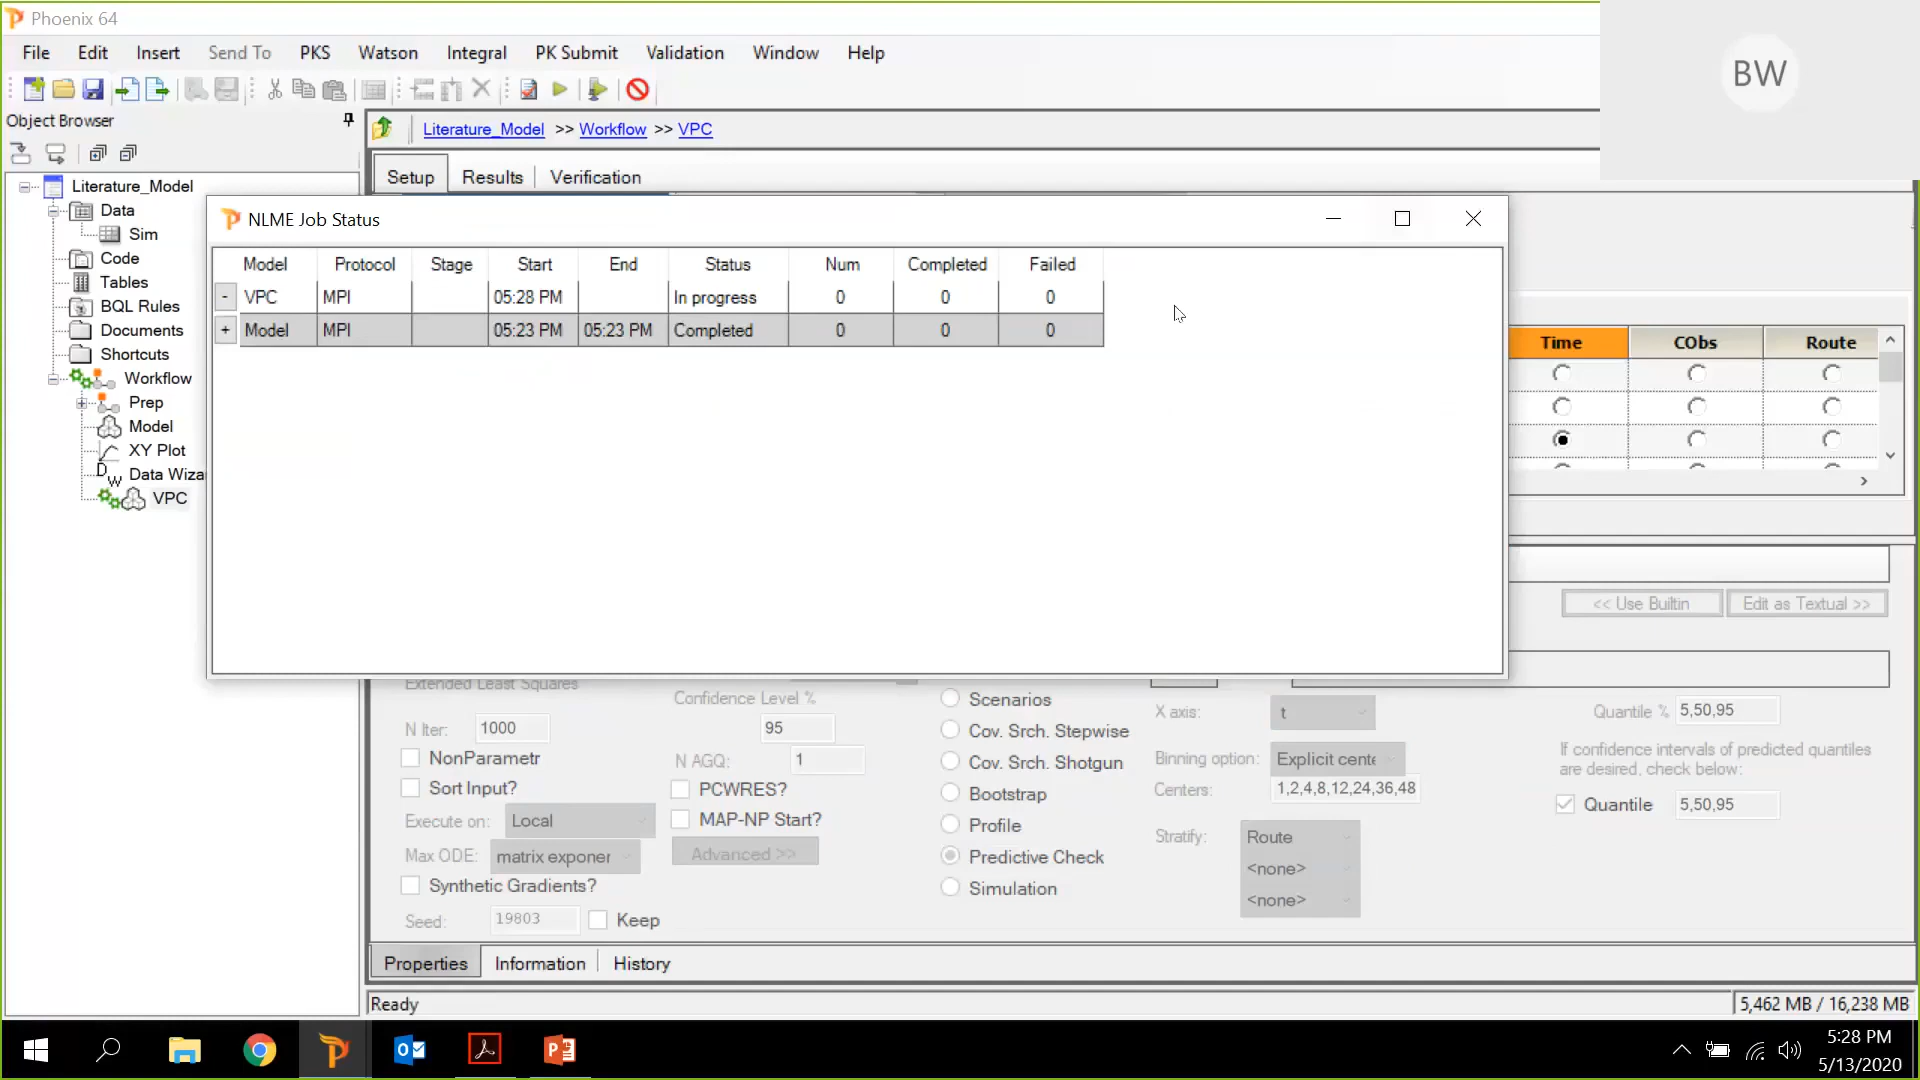 Phoenix 64
File Edit Insert Send To PKS Watson Integral PK Submit Validation Window Help
BW
Object Browser
Literature_Model >> Workflow >> VPC
Setup Results Verification
Literature_Model
Data
Sim
Code
Tables
BQL Rules
Documents
Shortcuts
Workflow
Prep
Model
XY Plot
Data Wiza
VPC
NLME Job Status
Model Protocol Stage Start End Status Num Completed Failed
- VPC MPI 05:28 PM In progress 0 0 0
+ Model MPI 05:23 PM 05:23 PM Completed 0 0 0
Time CObs Route
<< Use Builtin Edit as Textual >>
Extended Least Squares
N Iter: 1000
NonParametr
Sort Input?
Execute on: Local
Max ODE: matrix exponer
Synthetic Gradients?
Seed: 19803 Keep
Confidence Level %
95
N AGQ: 1
PCWRES?
MAP-NP Start?
Advanced >>
Scenarios
Cov. Srch. Stepwise
Cov. Srch. Shotgun
Bootstrap
Profile
Predictive Check
Simulation
X axis: t
Binning option: Explicit cente
Centers: 1,2,4,8,12,24,36,48
Stratify: Route
<none>
<none>
Quantile % 5,50,95
If confidence intervals of predicted quantiles
are desired, check below:
Quantile 5,50,95
Properties Information History
Ready
5,462 MB / 16,238 MB
5:28 PM
5/13/2020